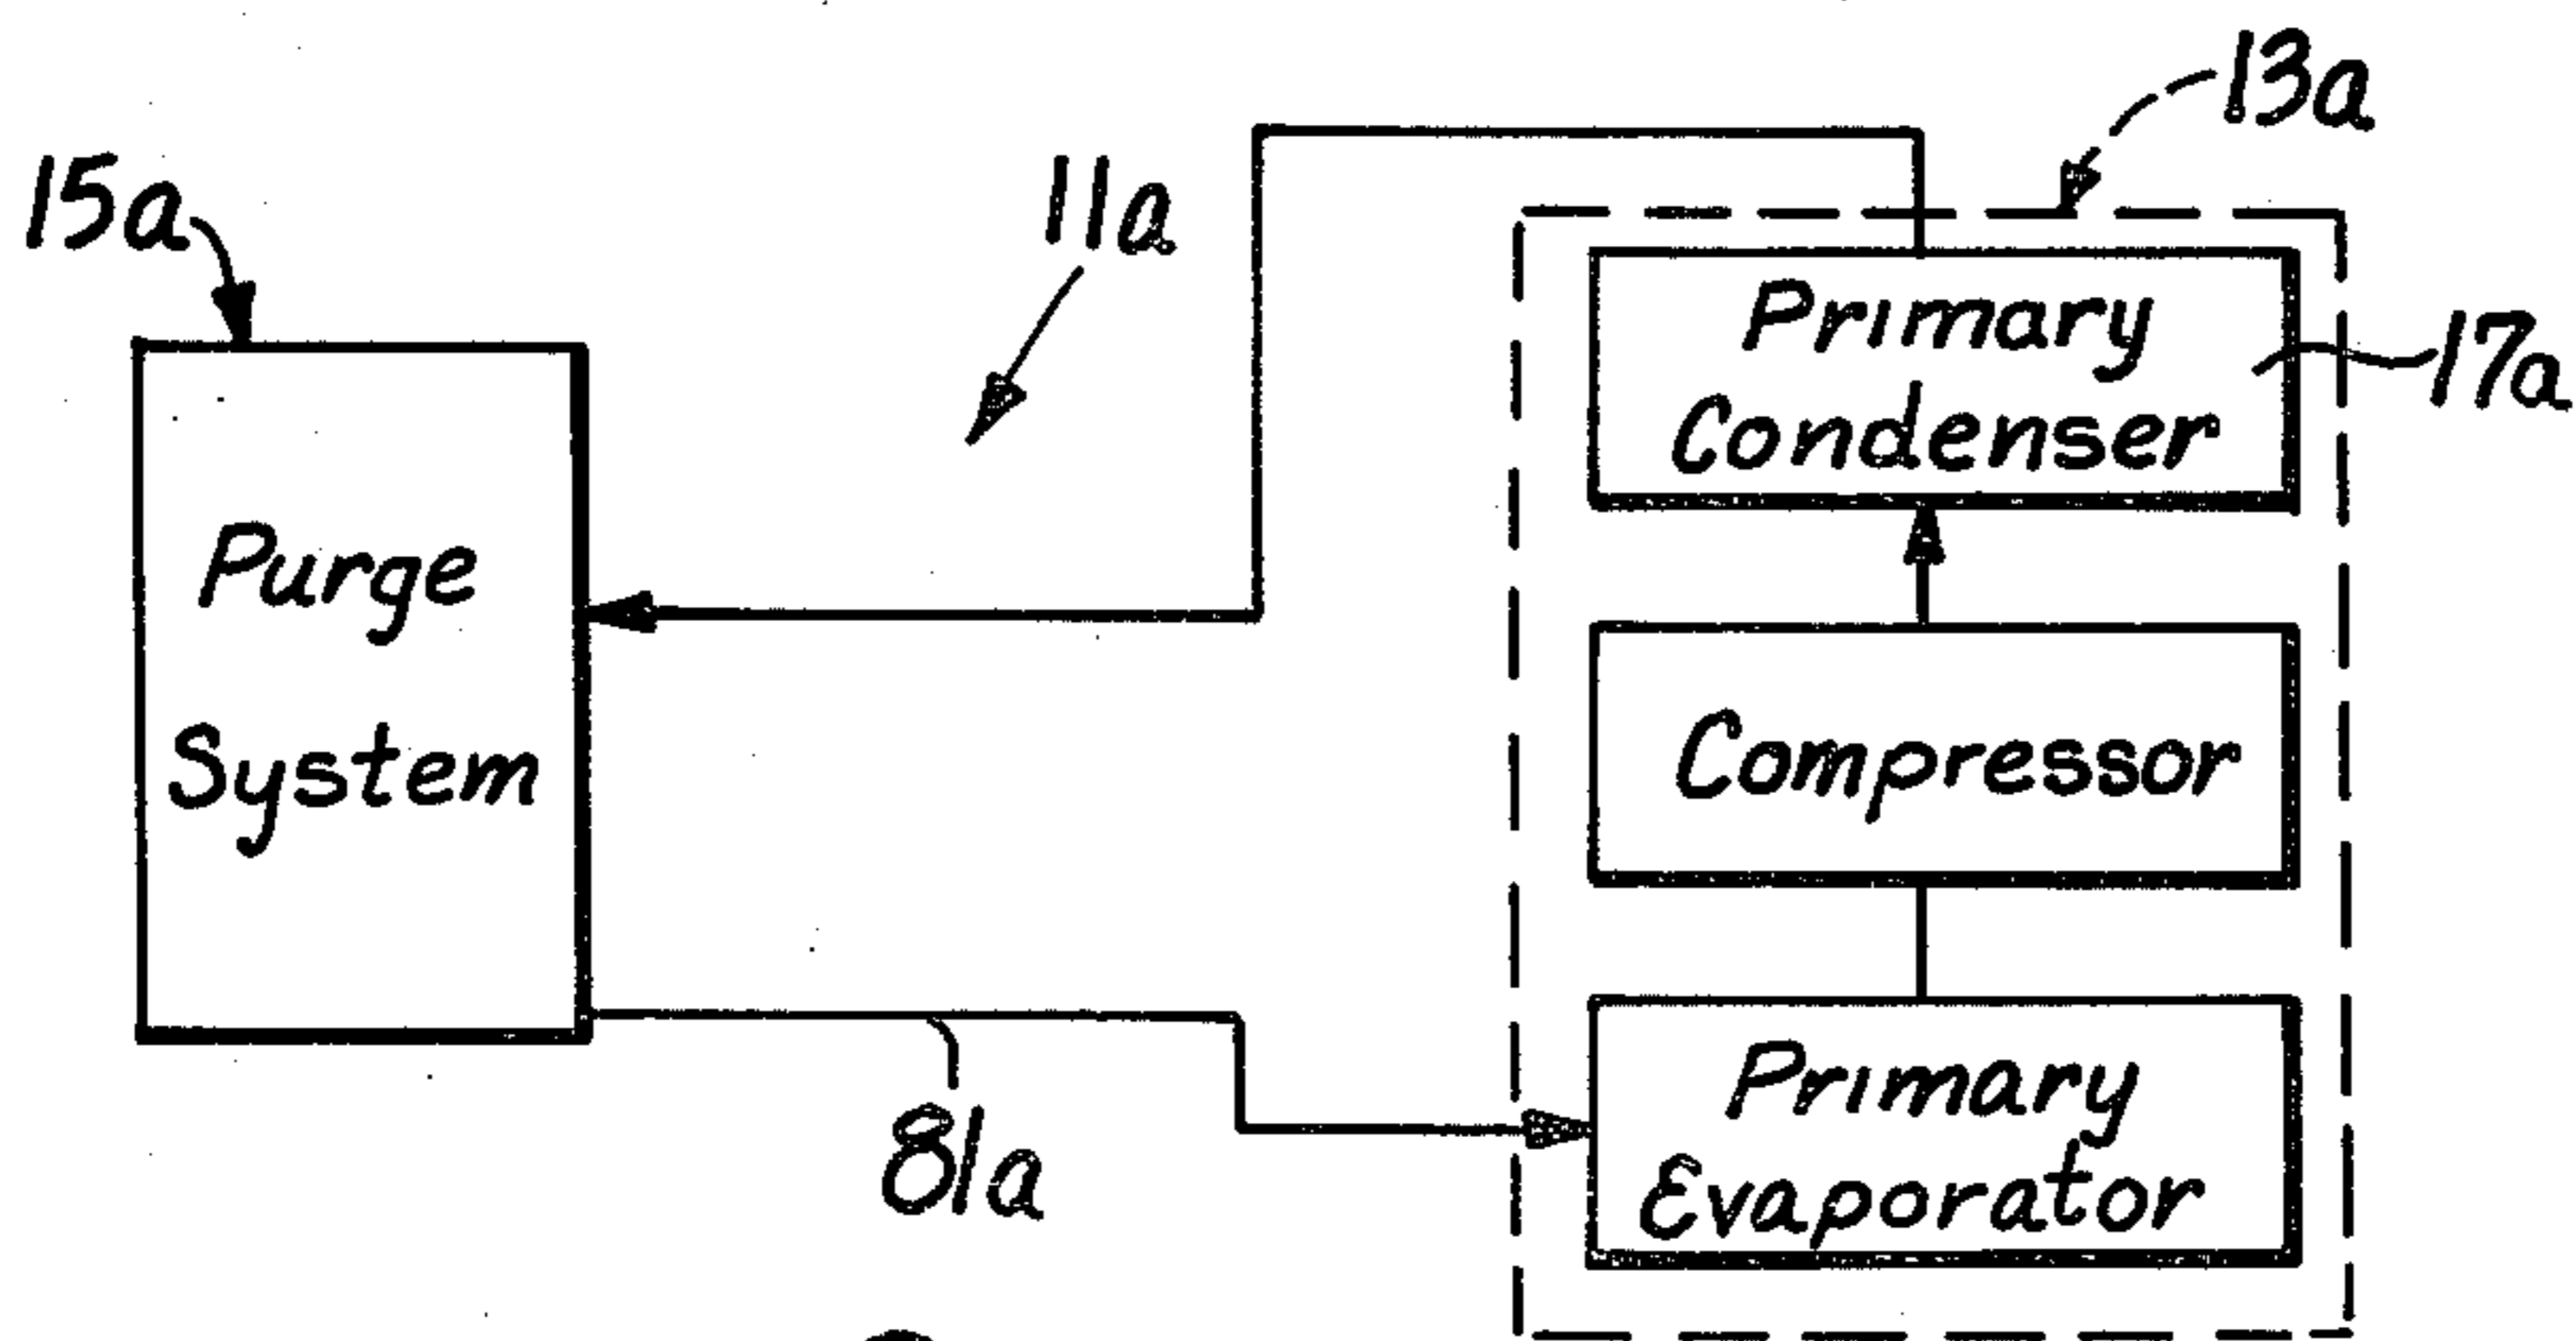 13a
15a
11a
Primary
Condenser
17a
Purge
System
Compressor
81a
Primary
Evaporator